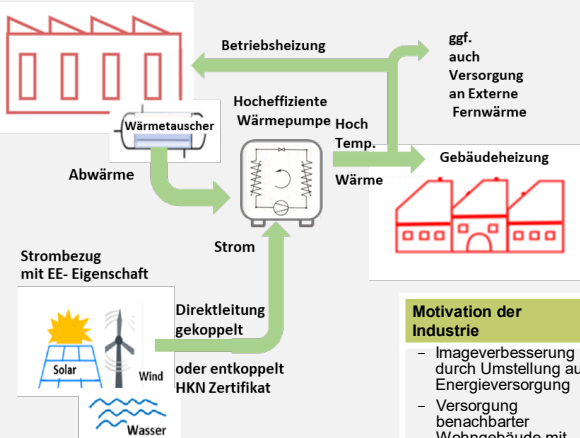 Betriebsheizung
ggf.
auch
Versorgung
an Externe
Fernwärme
Hocheffiziente
Wärmepumpe
Hoch
Temp.
Wärme
Wärmetauscher
Abwärme
Gebäudeheizung
Strom
Strombezug
mit EE- Eigenschaft
Direktleitung
gekoppelt
oder entkoppelt
HKN Zertifikat
Solar
Wind
Wasser
Motivation der
Industrie
– Imageverbesserung
durch Umstellung
Energieversorgung
– Versorgung
benachbarter
Wohngebäude mit